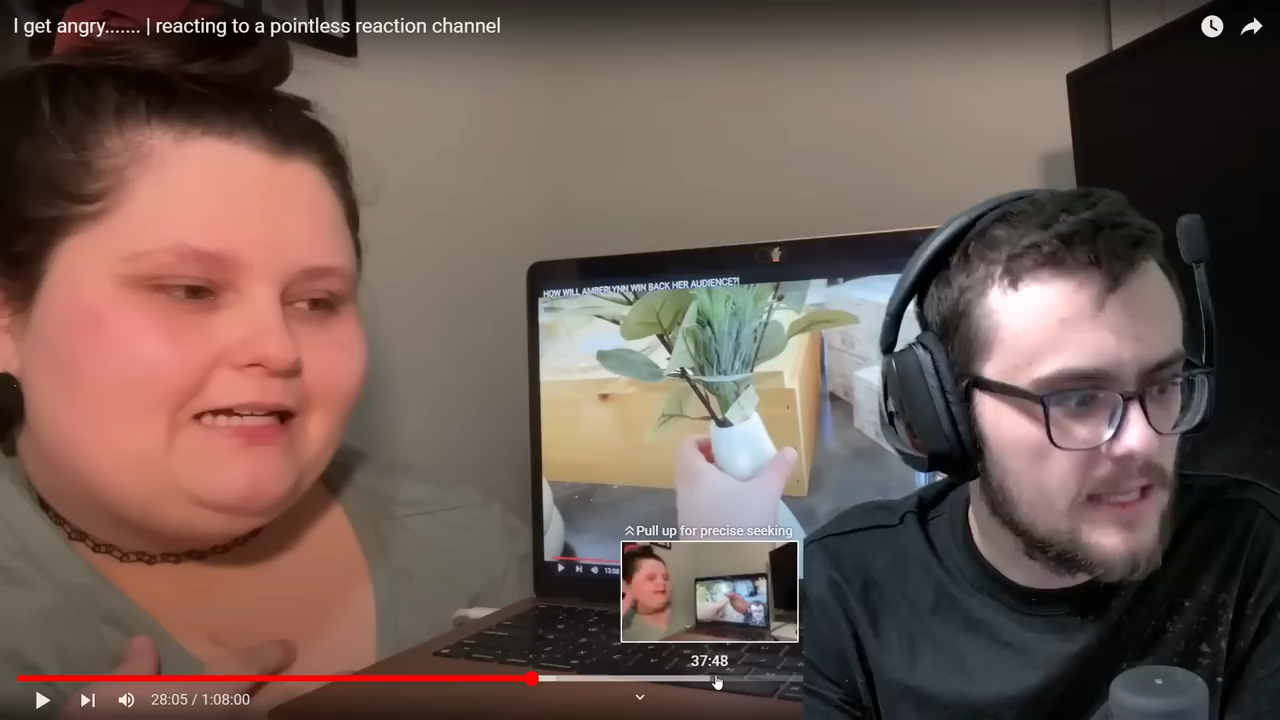 I get angry....... | reacting to a pointless reaction channel
HOW WILL AMBERLYNN WIN BACK HER AUDIENCE?!
Pull up for precise seeking
37:48
28:05 / 1:08:00